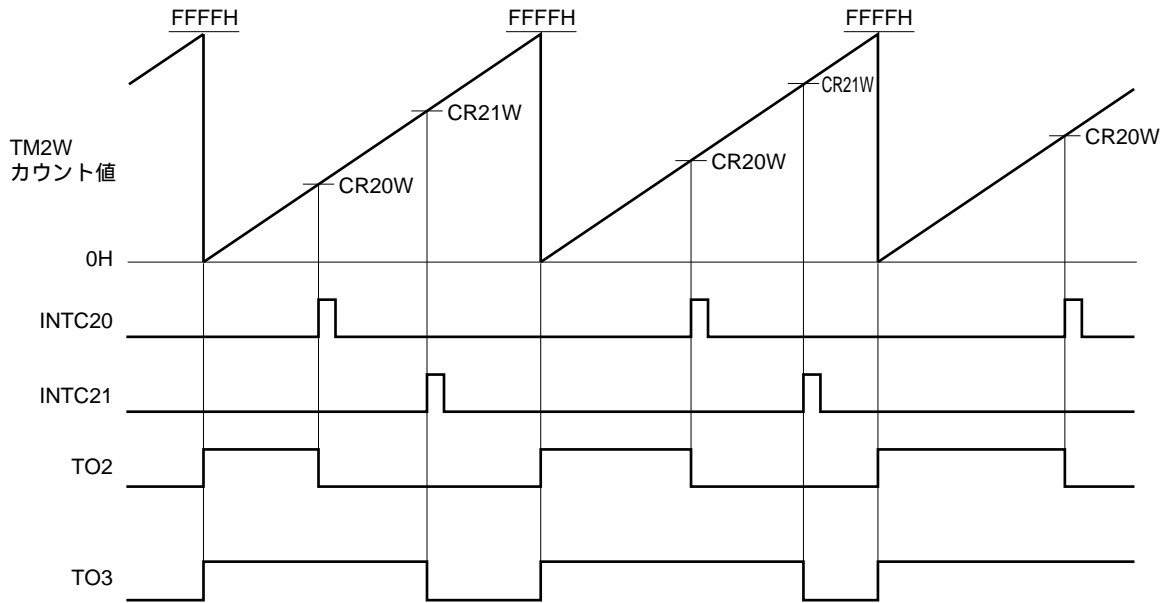 FFFFH
FFFFH
FFFFH
CR21W
CR21W
TM2W
カウント値
CR20W
CR20W
CR20W
0H
INTC20
INTC21
TO2
TO3